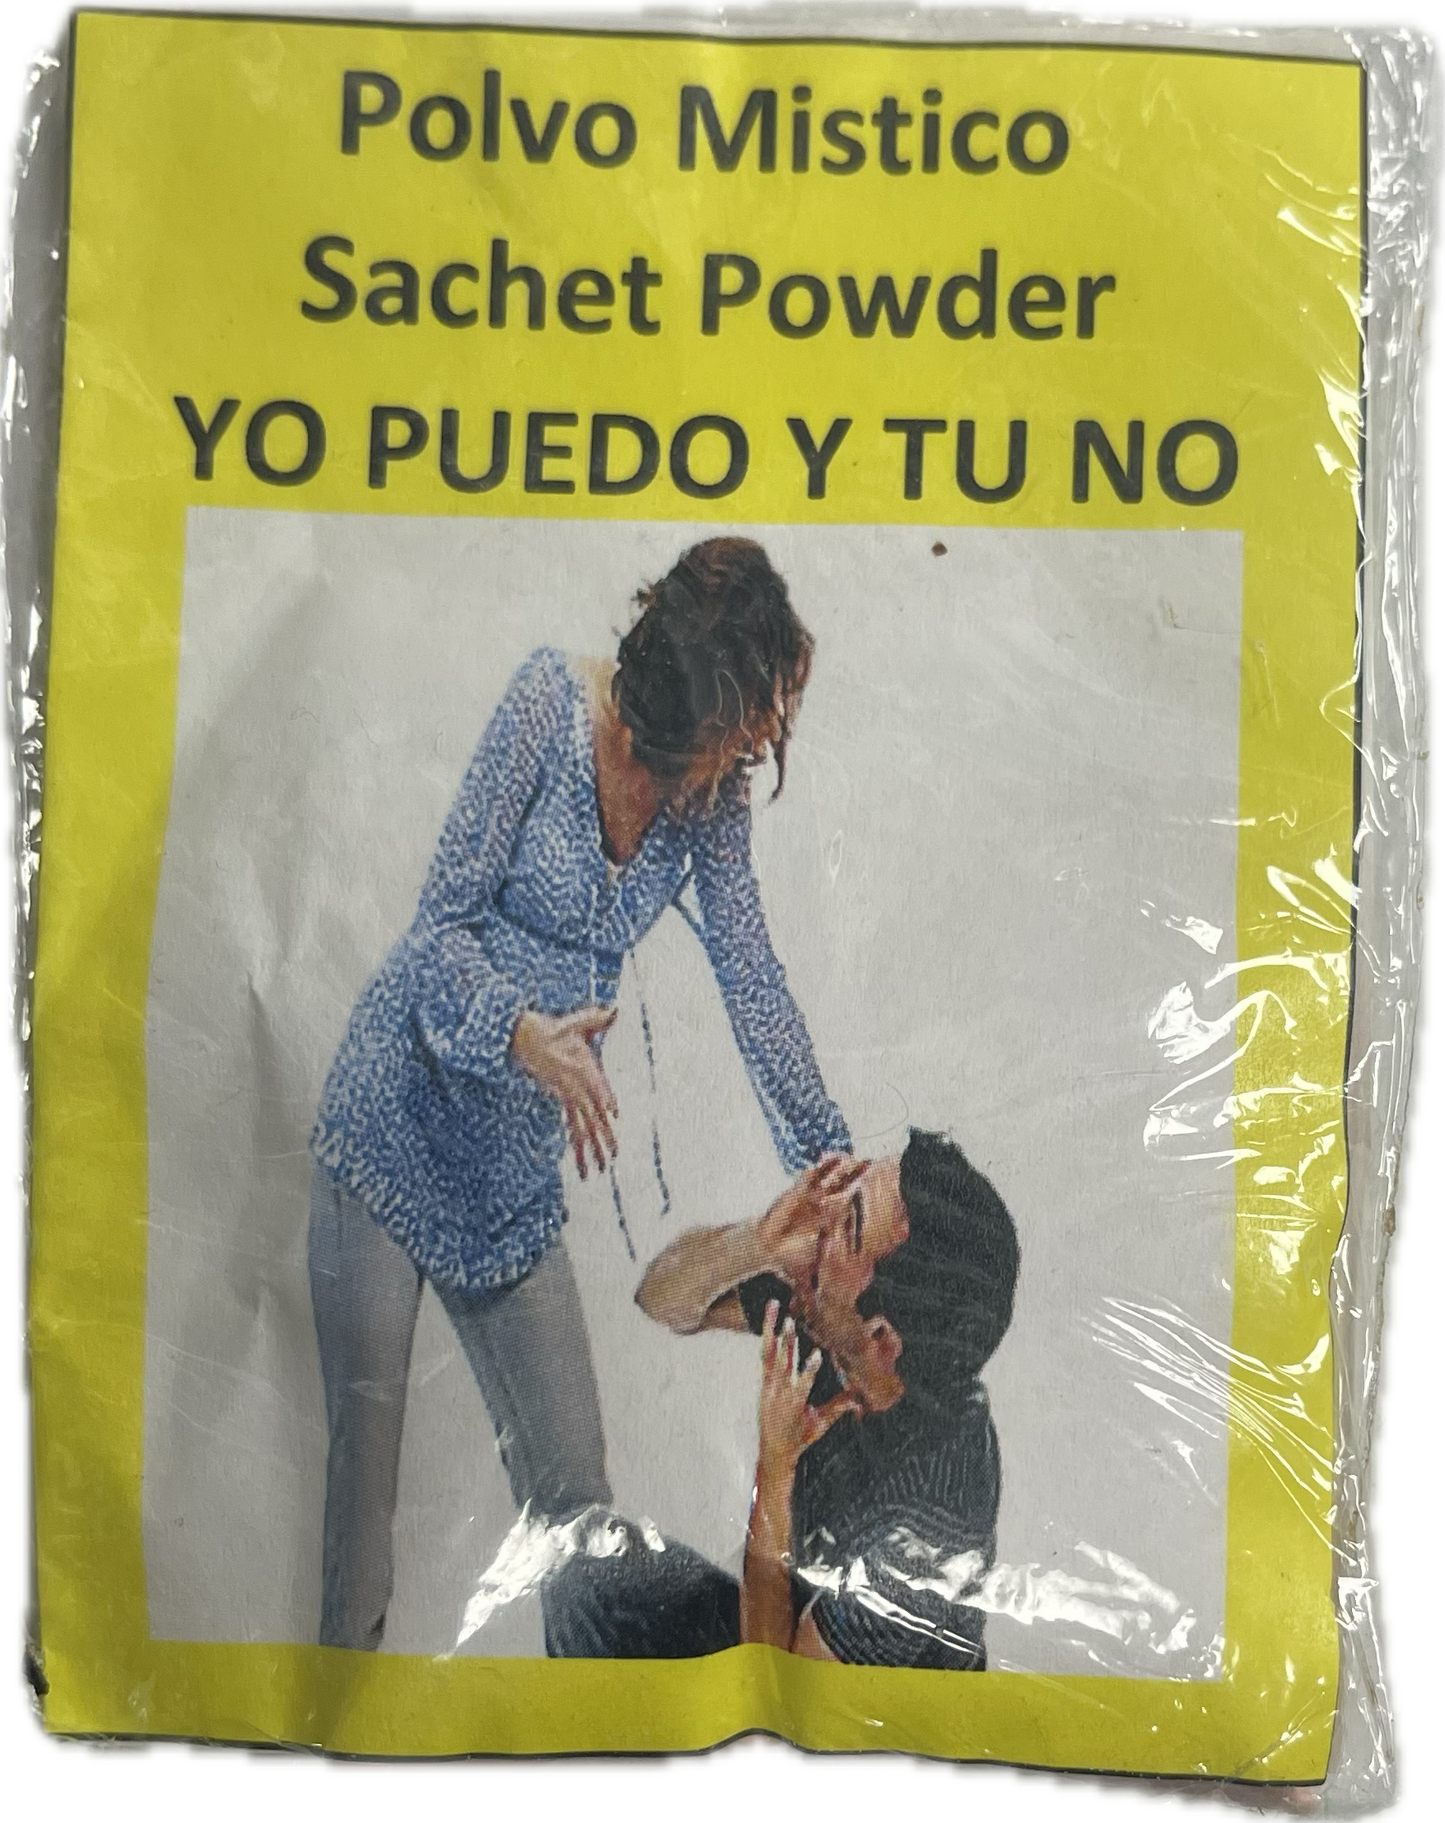 Polvo Mistico
Sachet Powder
YO PUEDO Y TU NO